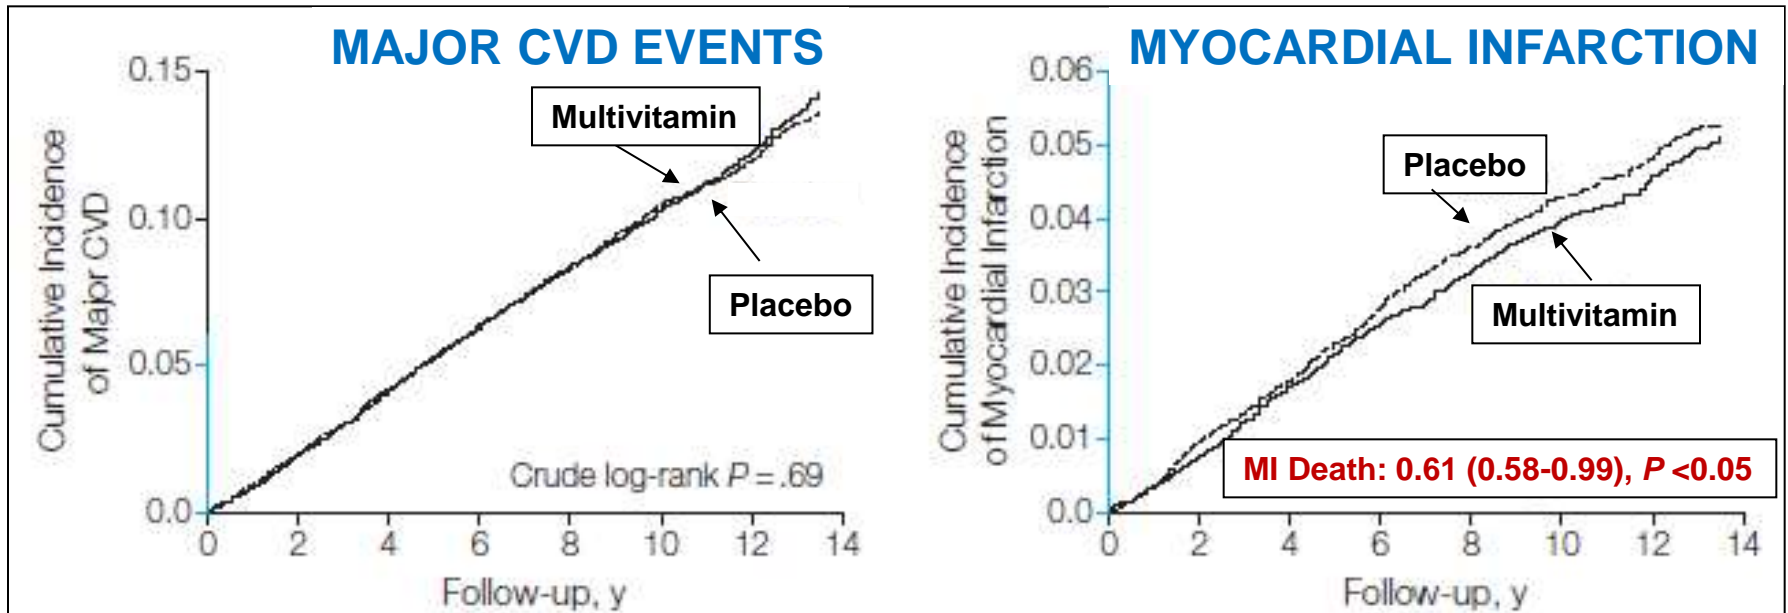 MAJOR CVD EVENTS
Cumulative Incidence
of Major CVD
0.15
0.10
0.05
0.0
Multivitamin
Placebo
Crude log-rank P = .69
0 2 4 6 8 10 12 14
Follow-up, y
MYOCARDIAL INFARCTION
Cumulative Incidence
of Myocardial Infarction
0.06
0.05
0.04
0.03
0.02
0.01
0.0
Placebo
Multivitamin
MI Death: 0.61 (0.58-0.99), P <0.05
0 2 4 6 8 10 12 14
Follow-up, y